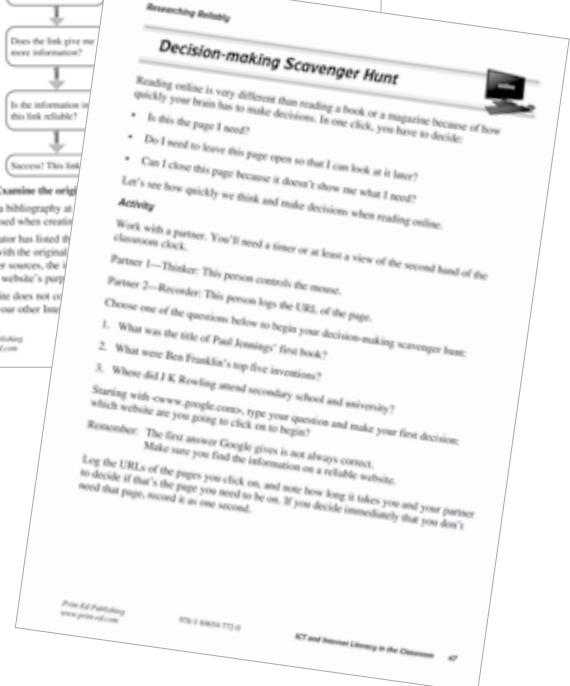 Does the link give me
more information?
Is the information in
this link reliable?
Success! This link
Examine the orig
a bibliography at
sed when creatin
ator has listed th
with the original
er sources, the i
website's purp
ite does not co
our other Inte
blishing
d.com
Researching Reliably
Decision-making Scavenger Hunt
online
Reading online is very different than reading a book or a magazine because of how
quickly your brain has to make decisions. In one click, you have to decide:
• Is this the page I need?
• Do I need to leave this page open so that I can look at it later?
• Can I close this page because it doesn't show me what I need?
Let's see how quickly we think and make decisions when reading online.
Activity
Work with a partner. You'll need a timer or at least a view of the second hand of the
classroom clock.
Partner 1—Thinker: This person controls the mouse.
Partner 2—Recorder: This person logs the URL of the page.
Choose one of the questions below to begin your decision-making scavenger hunt:
1. What was the title of Paul Jennings' first book?
2. What were Ben Franklin's top five inventions?
3. Where did J K Rowling attend secondary school and university?
Starting with <www.google.com>, type your question and make your first decision:
which website are you going to click on to begin?
Remember: The first answer Google gives is not always correct.
Make sure you find the information on a reliable website.
Log the URLs of the pages you click on, and note how long it takes you and your partner
to decide if that's the page you need to be on. If you decide immediately that you don't
need that page, record it as one second.
Prim-Ed Publishing
www.prim-ed.com
978-1-84654-772-0
ICT and Internet Literacy in the Classroom
47